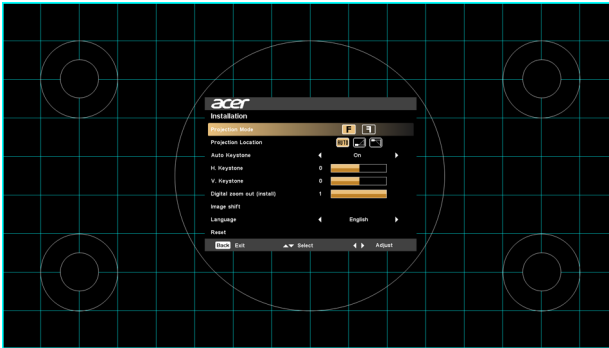 acer
Installation
Projection Mode F F
Projection Location AUTO
Auto Keystone On
H. Keystone 0
V. Keystone 0
Digital zoom out (install) 1
Image shift
Language English
Reset
Back Exit Select Adjust